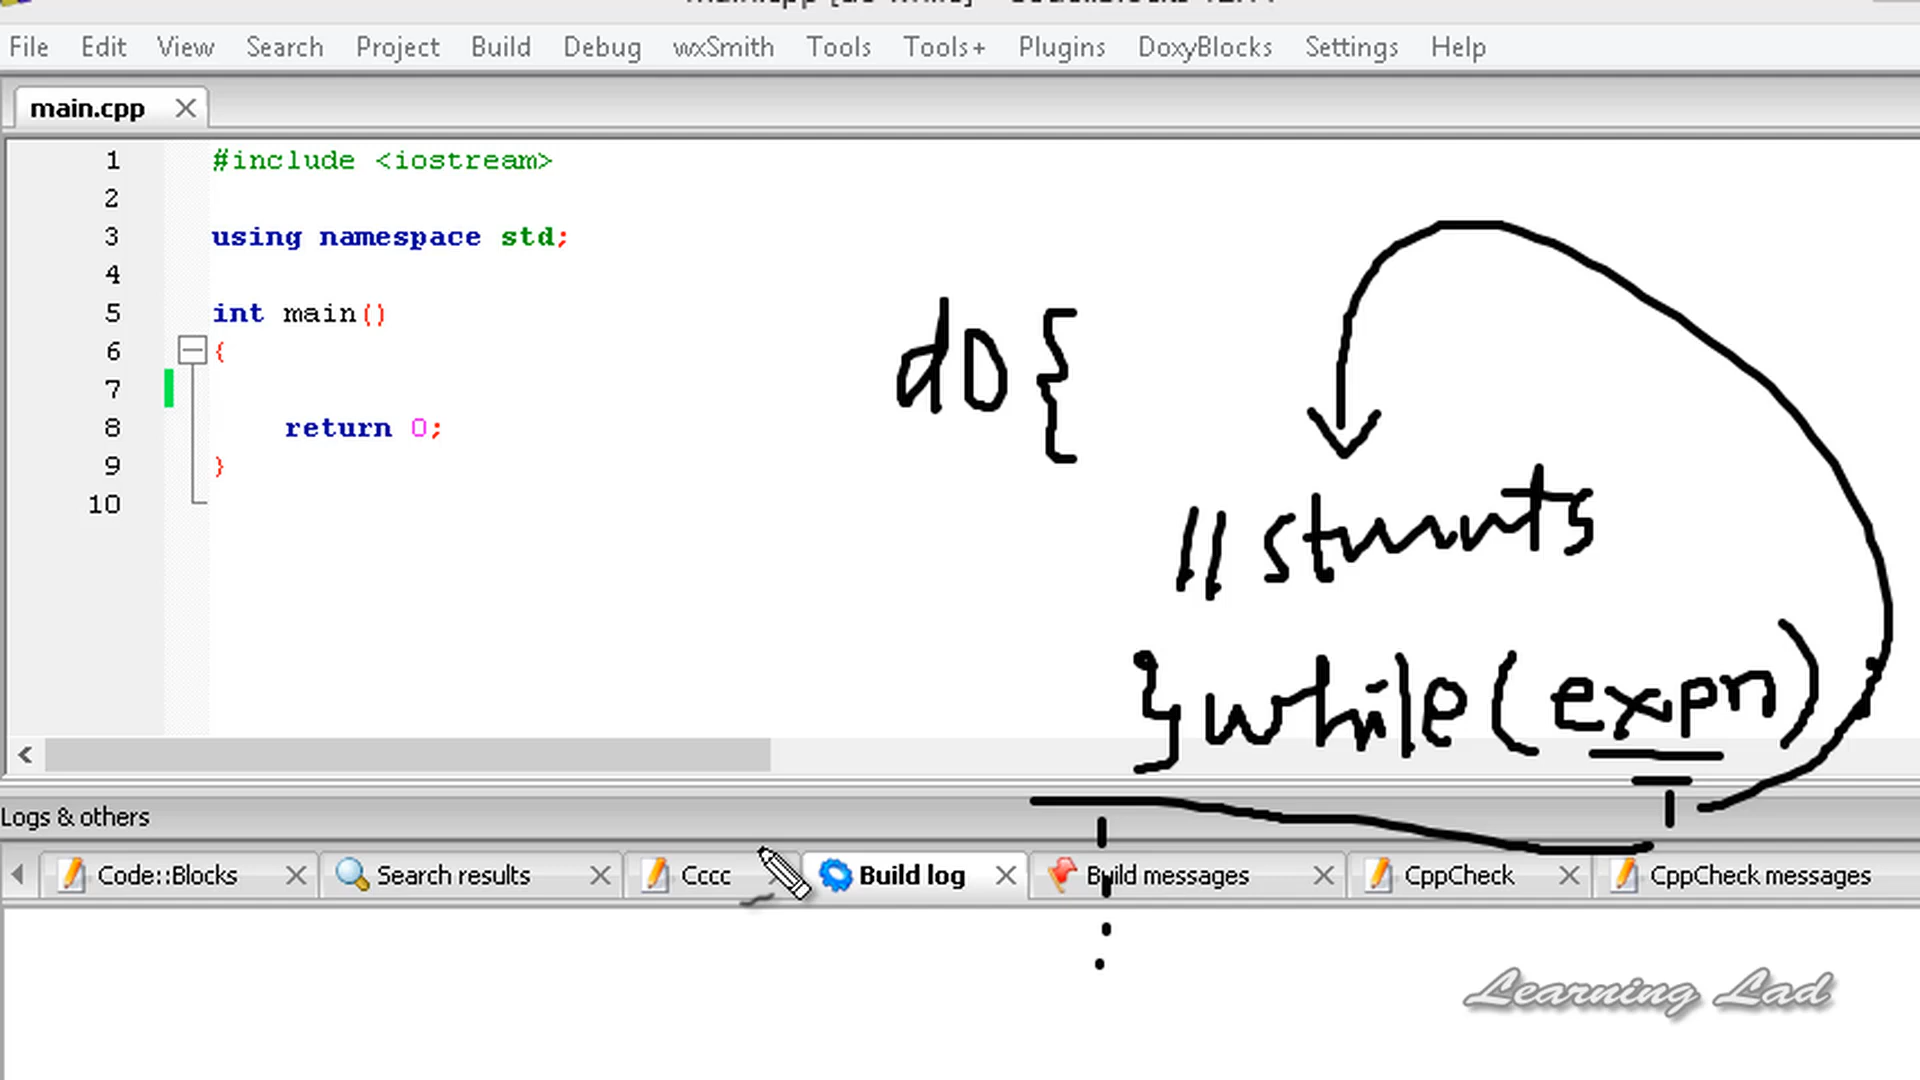 File Edit View Search Project Build Debug wxSmith Tools Tools+ Plugins DoxyBlocks Settings Help
main.cpp
1 #include <iostream>
2
3 using namespace std;
4
5 int main()
6 {
7
8 return 0;
9 }
10
do{
//stmnts
}while(expn)
Logs & others
Code::Blocks Search results Cccc Build log Build messages CppCheck CppCheck messages
Learning Lad